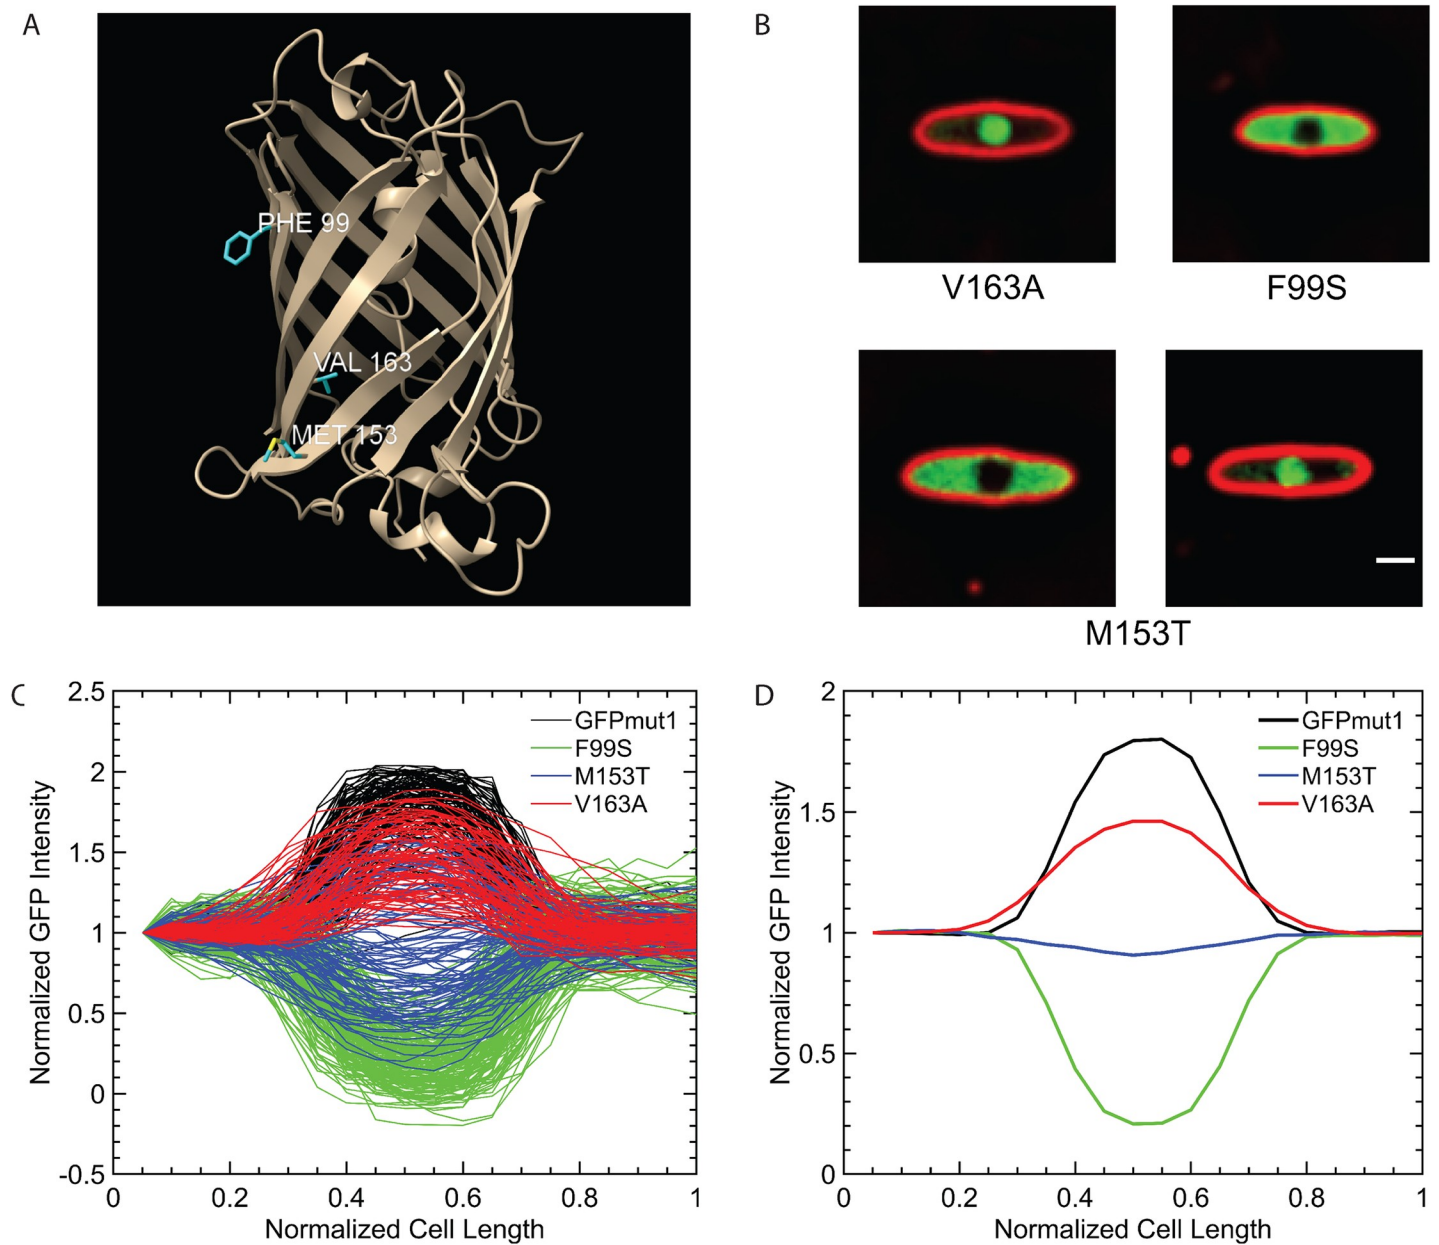 A
PHE 99
VAL 163
MET 153
B
V163A
F99S
M153T
C
2.5
2
1.5
1
0.5
0
-0.5
0
0.2
0.4
0.6
0.8
1
Normalized GFP Intensity
Normalized Cell Length
GFPmut1
F99S
M153T
V163A
D
2
1.5
1
0.5
0
0
0.2
0.4
0.6
0.8
1
Normalized GFP Intensity
Normalized Cell Length
GFPmut1
F99S
M153T
V163A